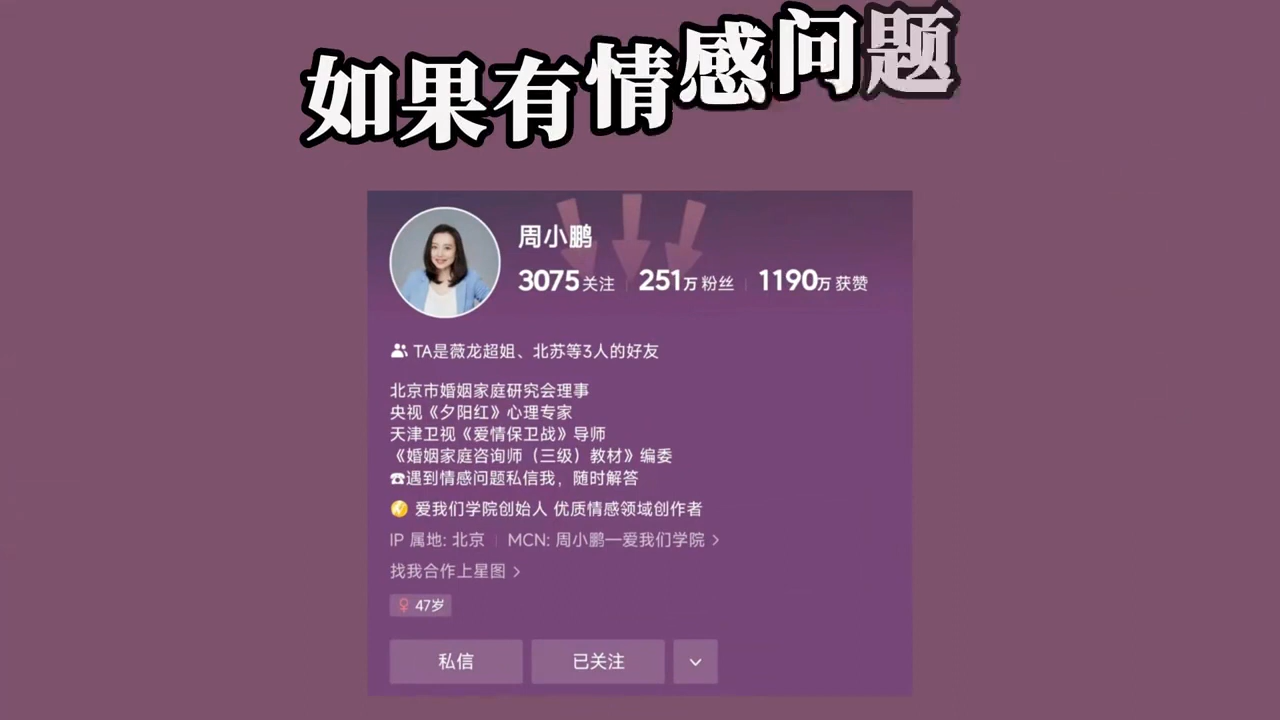 如果有情感问题
周小鹏
3075关注 251万粉丝 1190万获赞
TA是薇龙超姐、北苏等3人的好友
北京市婚姻家庭研究会理事
央视《夕阳红》心理专家
天津卫视《爱情保卫战》导师
《婚姻家庭咨询师（三级）教材》编委
☎遇到情感问题私信我，随时解答
爱我们学院创始人 优质情感领域创作者
IP 属地: 北京 MCN: 周小鹏—爱我们学院 >
找我合作上星图 >
♀ 47岁
私信 已关注